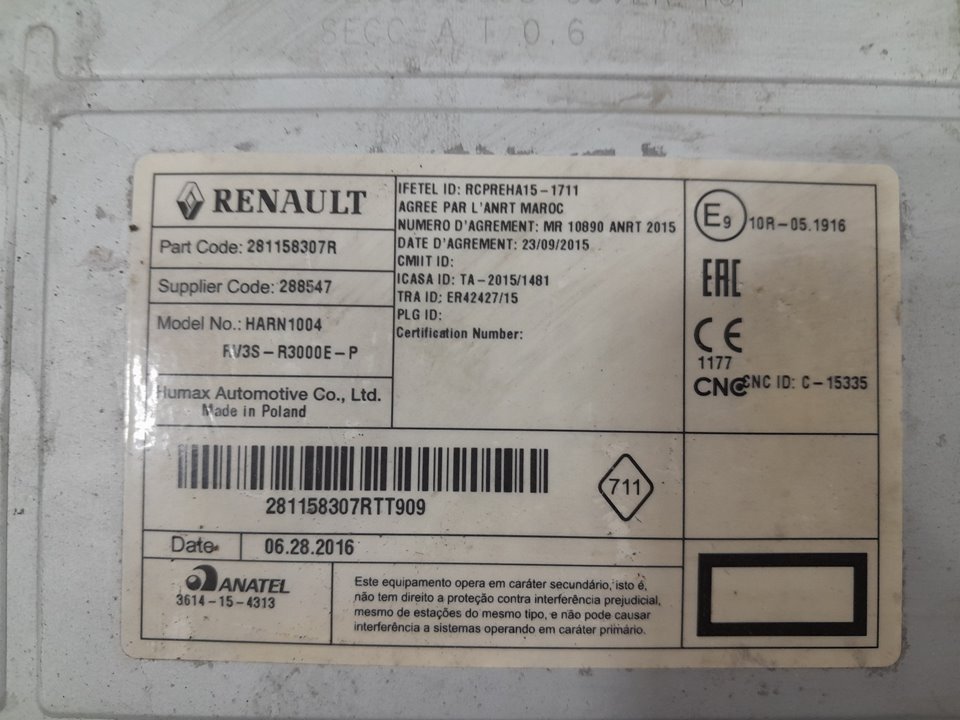 SECC-A T 0.6
RENAULT
Part Code: 281158307R
Supplier Code: 288547
Model No.: HARN1004
RV3S-R3000E-P
Humax Automotive Co., Ltd.
Made in Poland
IFETEL ID: RCPREHA15-1711
AGREE PAR L'ANRT MAROC
NUMERO D'AGREMENT: MR 10890 ANRT 2015
DATE D'AGREMENT: 23/09/2015
CMIIT ID:
ICASA ID: TA-2015/1481
TRA ID: ER42427/15
PLG ID:
Certification Number:
E9 10R-05.1916
EAC
CE
1177
CNC CNC ID: C-15335
281158307RTT909
711
Date 06.28.2016
ANATEL
3614-15-4313
Este equipamento opera em caráter secundário, isto é,
não tem direito a proteção contra interferência prejudicial,
mesmo de estações do mesmo tipo, e não pode causar
interferência a sistemas operando em caráter primário.